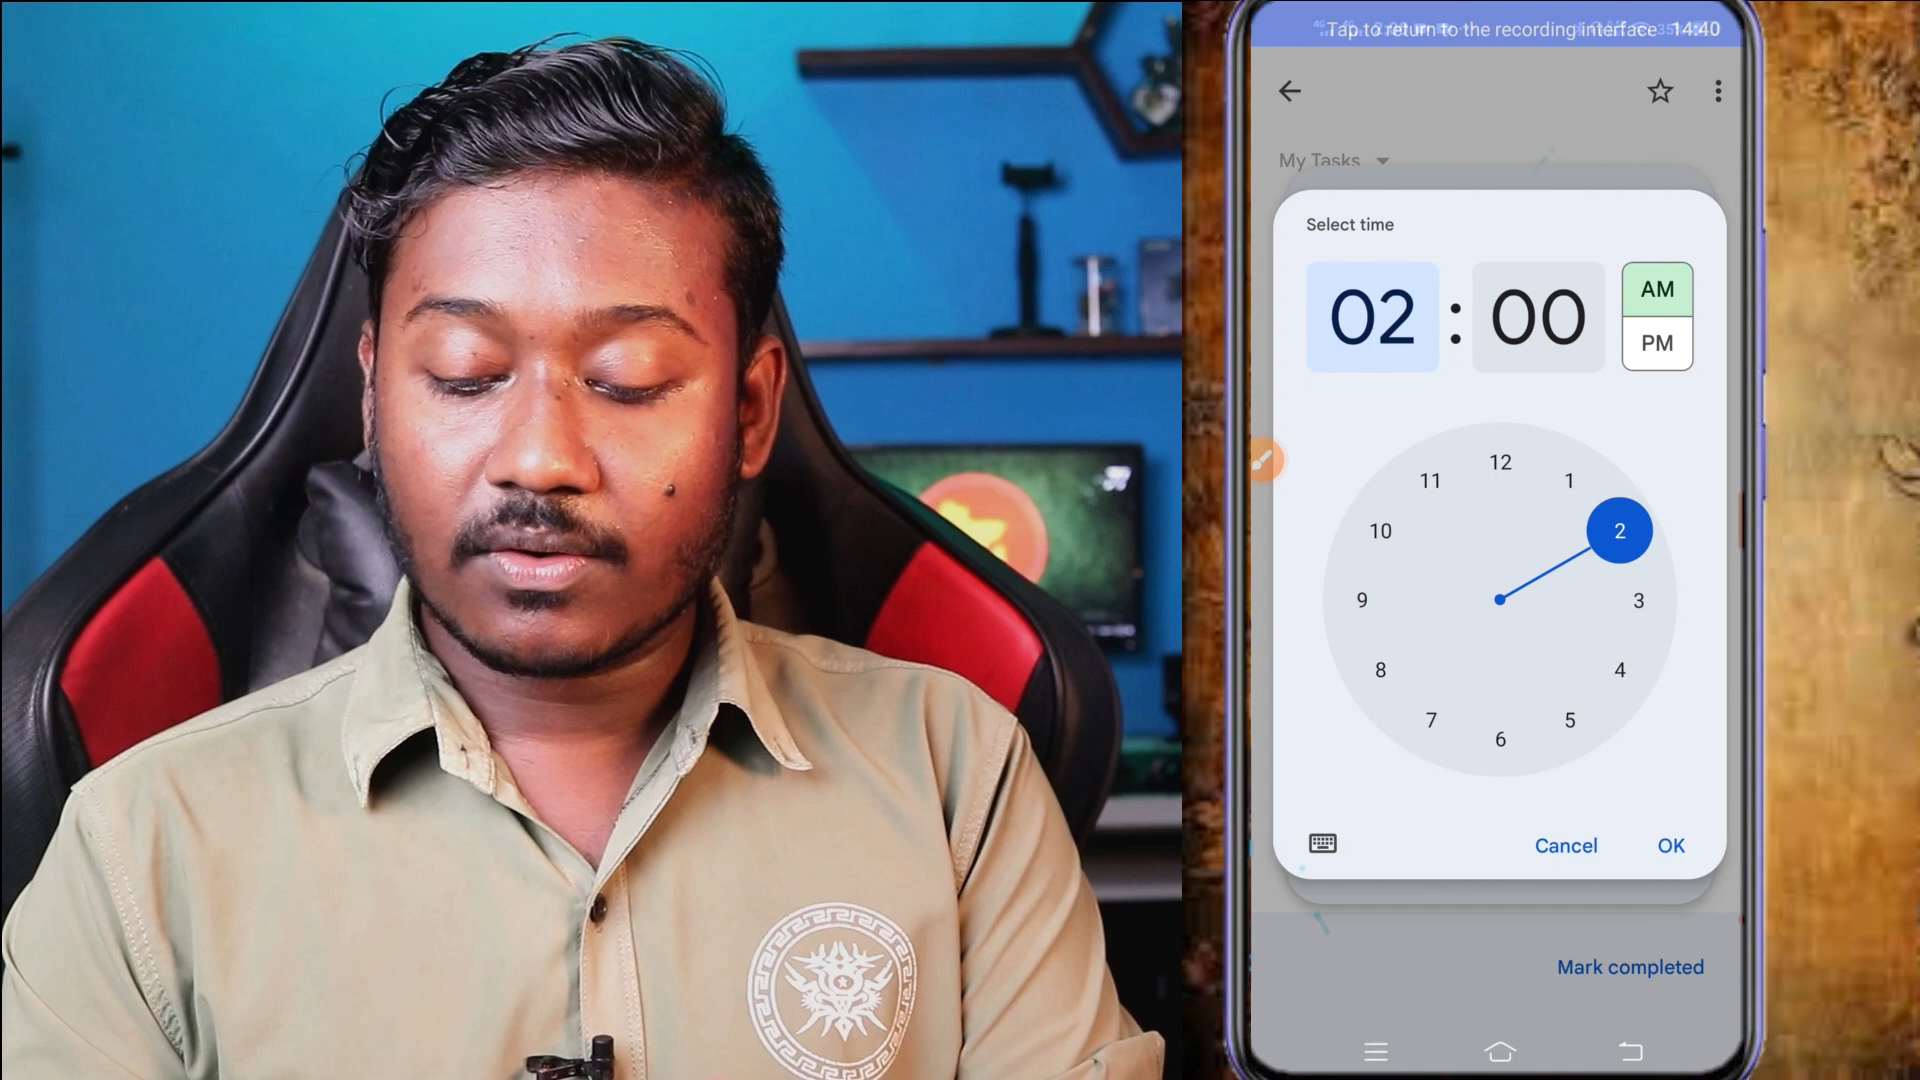 Tap to return to the recording interface 14:40
My Tasks
Select time
02 : 00
AM
PM
12
11 1
10 2
9 3
8 4
7 5
6
Cancel OK
Mark completed